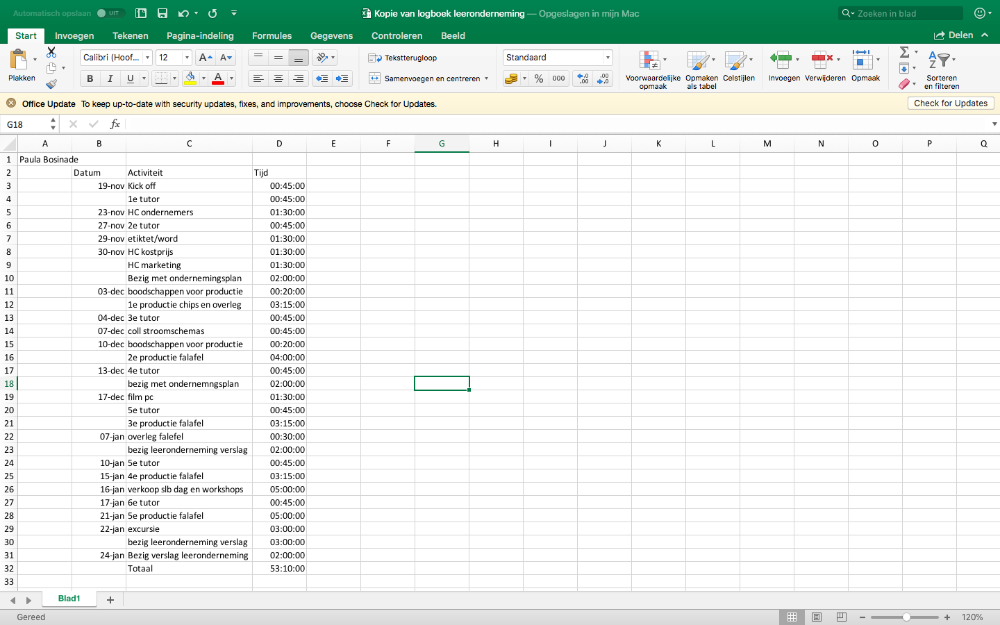 Automatisch opslaan UIT
Kopie van logboek leeronderneming — Opgeslagen in mijn Mac
Zoeken in blad
Start Invoegen Tekenen Pagina-indeling Formules Gegevens Controleren Beeld
Delen
Plakken
Calibri (Hoof... 12 A A
B I U A
Tekstterugloop
Samenvoegen en centreren
Standaard
% 000 ,0 ,00 ,00 ,0
Voorwaardelijke opmaak
Opmaken als tabel
Celstijlen
Invoegen Verwijderen Opmaak
Sorteren en filteren
Office Update To keep up-to-date with security updates, fixes, and improvements, choose Check for Updates.
Check for Updates
G18 fx
A B C D E F G H I J K L M N O P Q
1 Paula Bosinade
2 Datum Activiteit Tijd
3 19-nov Kick off 00:45:00
4 1e tutor 00:45:00
5 23-nov HC ondernemers 01:30:00
6 27-nov 2e tutor 00:45:00
7 29-nov etiktet/word 01:30:00
8 30-nov HC kostprijs 01:30:00
9 HC marketing 01:30:00
10 Bezig met ondernemingsplan 02:00:00
11 03-dec boodschappen voor productie 00:20:00
12 1e productie chips en overleg 03:15:00
13 04-dec 3e tutor 00:45:00
14 07-dec coll stroomschemas 00:45:00
15 10-dec boodschappen voor productie 00:20:00
16 2e productie falafel 04:00:00
17 13-dec 4e tutor 00:45:00
18 bezig met ondernemngsplan 02:00:00
19 17-dec film pc 01:30:00
20 5e tutor 00:45:00
21 3e productie falafel 03:15:00
22 07-jan overleg falefel 00:30:00
23 bezig leeronderneming verslag 02:00:00
24 10-jan 5e tutor 00:45:00
25 15-jan 4e productie falafel 03:15:00
26 16-jan verkoop slb dag en workshops 05:00:00
27 17-jan 6e tutor 00:45:00
28 21-jan 5e productie falafel 05:00:00
29 22-jan excursie 03:00:00
30 bezig leeronderneming verslag 03:00:00
31 24-jan Bezig verslag leeronderneming 02:00:00
32 Totaal 53:10:00
33
Blad1 +
Gereed 120%